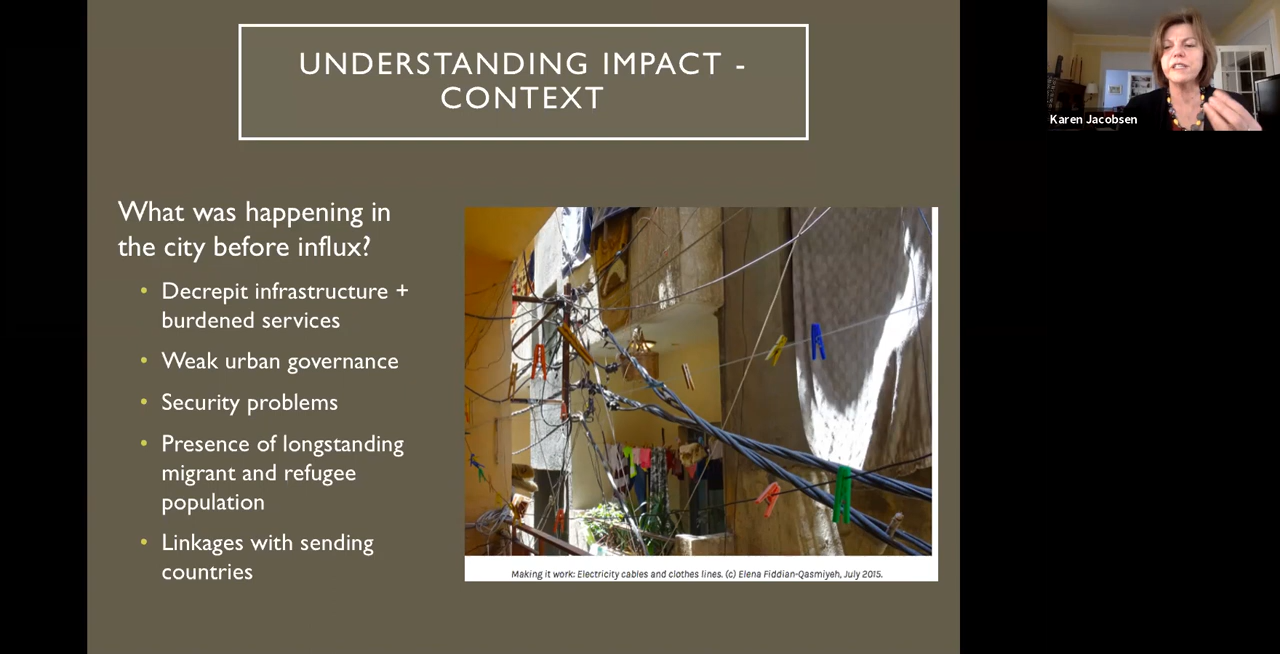 UNDERSTANDING IMPACT -
CONTEXT
Karen Jacobsen
What was happening in
the city before influx?
• Decrepit infrastructure +
burdened services
• Weak urban governance
• Security problems
• Presence of longstanding
migrant and refugee
population
• Linkages with sending
countries
Making it work: Electricity cables and clothes lines. (c) Elena Fiddian-Qasmiyeh, July 2015.